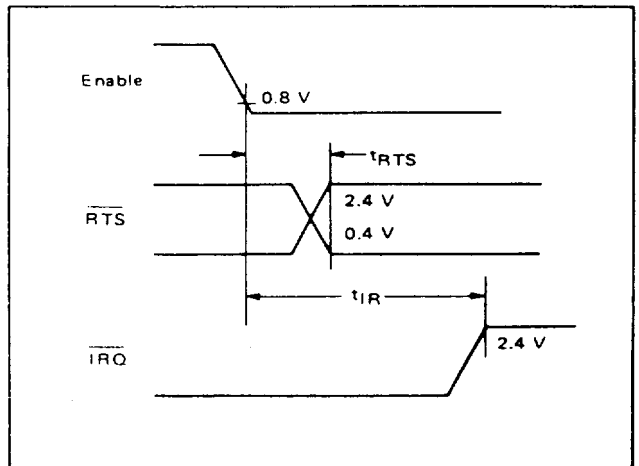 Enable
0.8 V
tRTS
RTS
2.4 V
0.4 V
tIR
IRQ
2.4 V